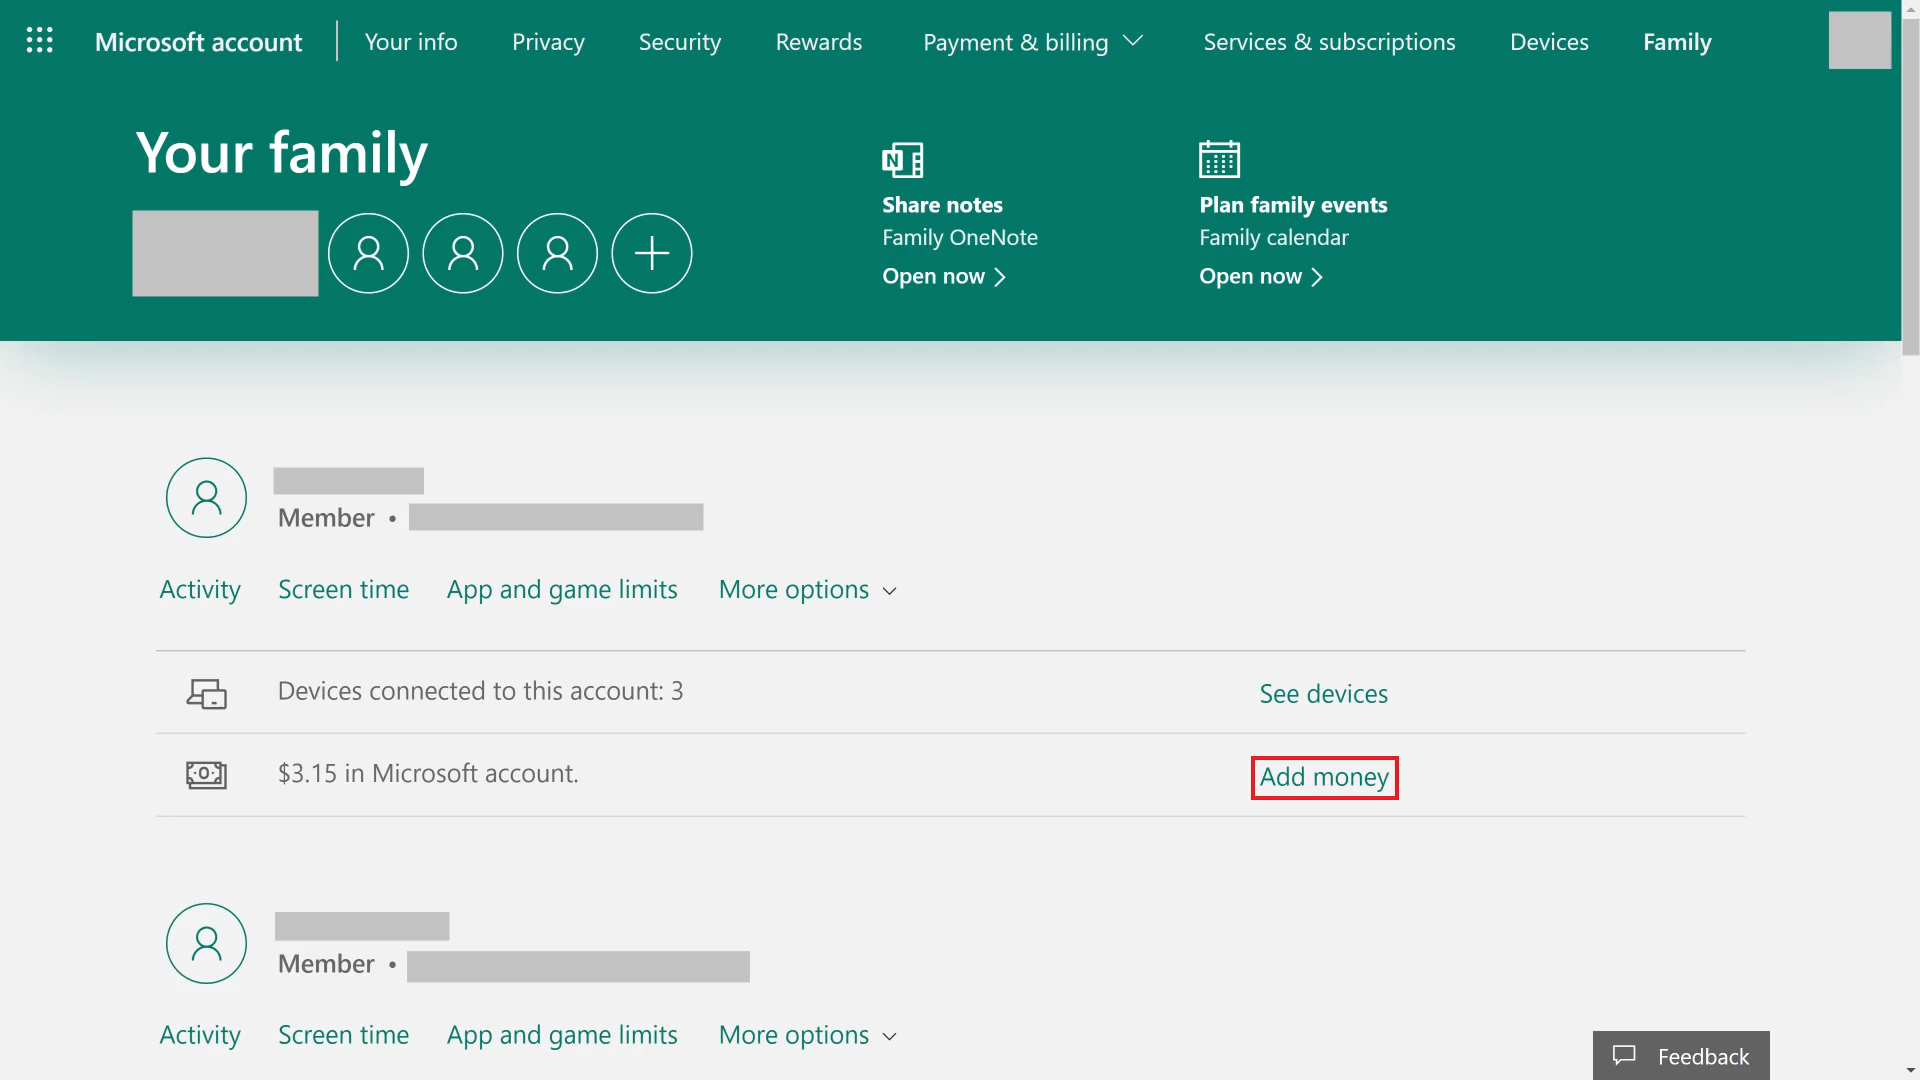 Microsoft account
Your info
Privacy
Security
Rewards
Payment & billing
Services & subscriptions
Devices
Family
Your family
N
Share notes
Family OneNote
Open now
Plan family events
Family calendar
Open now
Member •
Activity
Screen time
App and game limits
More options
Devices connected to this account: 3
See devices
$3.15 in Microsoft account.
Add money
Member •
Activity
Screen time
App and game limits
More options
Feedback